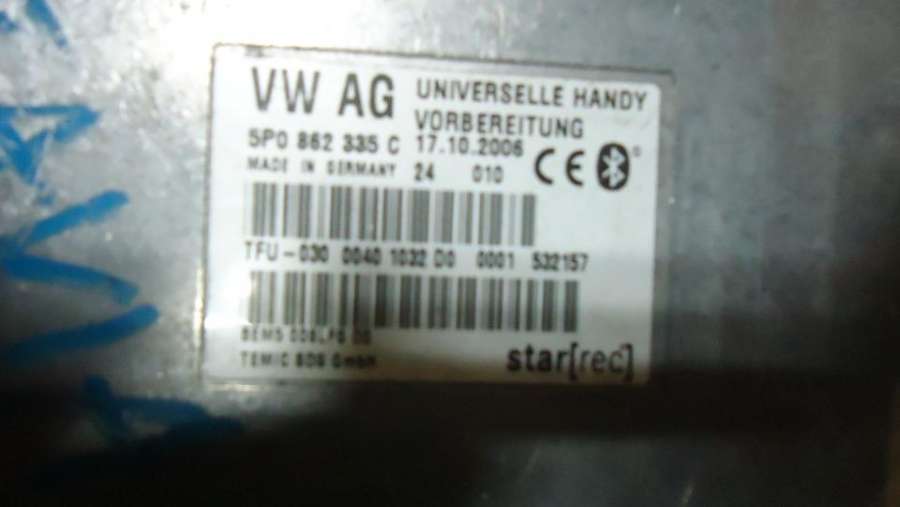 VW AG UNIVERSELLE HANDY
VORBEREITUNG
5P0 862 335 C 17.10.2006
MADE IN GERMANY 24 010 CE
TFU-030 0040 1032 D0 0001 532157
TEMIC SDS GmbH star[rec]